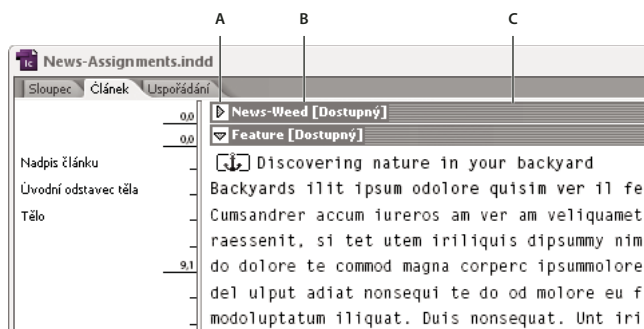 A B C
Ic News-Assignments.indd
Sloupec Článek Uspořádání
0,0 News-Weed [Dostupný]
0,0 Feature [Dostupný]
Nadpis článku Discovering nature in your backyard
Úvodní odstavec těla Backyards ilit ipsum odolore quisim ver il fe
Tělo Cumsandrer accum iureros am ver am veliquamet
raessenit, si tet utem iriliquis dipsummy nim
9,1 do dolore te commod magna corperc ipsummolore
del ulput adiat nonsequi te do od molore eu f
modoluptatum iliquat. Duis nonsequat. Unt iri